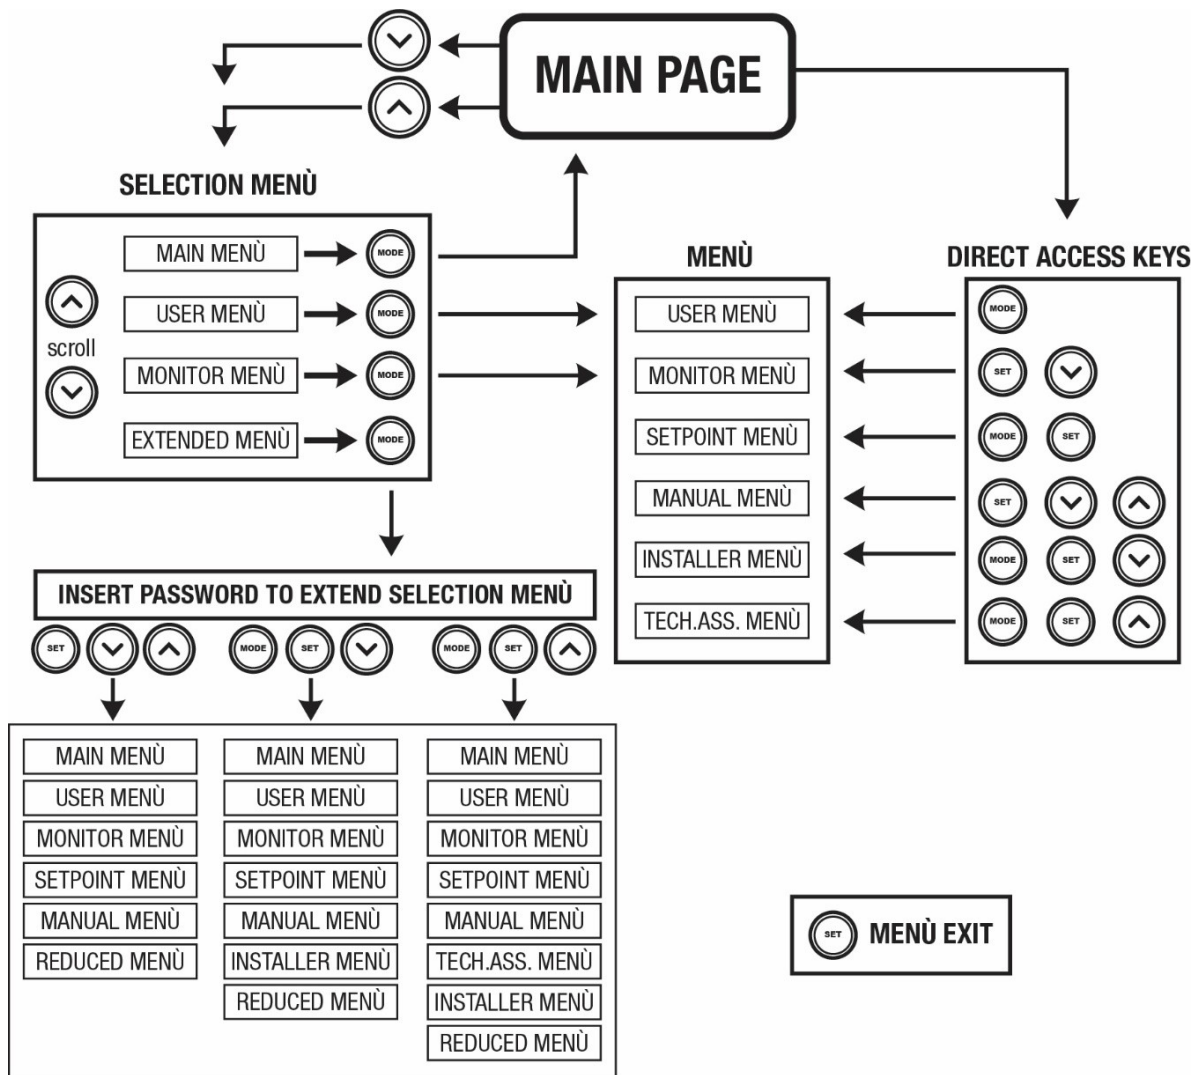 MAIN PAGE
SELECTION MENÙ
MAIN MENÙ
MODE
USER MENÙ
MODE
scroll
MONITOR MENÙ
MODE
EXTENDED MENÙ
MODE
MENÙ
USER MENÙ
MONITOR MENÙ
SETPOINT MENÙ
MANUAL MENÙ
INSTALLER MENÙ
TECH.ASS. MENÙ
DIRECT ACCESS KEYS
MODE
SET
MODE SET
SET
MODE SET
MODE SET
INSERT PASSWORD TO EXTEND SELECTION MENÙ
SET
MODE SET
MODE SET
MAIN MENÙ
USER MENÙ
MONITOR MENÙ
SETPOINT MENÙ
MANUAL MENÙ
REDUCED MENÙ
MAIN MENÙ
USER MENÙ
MONITOR MENÙ
SETPOINT MENÙ
MANUAL MENÙ
INSTALLER MENÙ
REDUCED MENÙ
MAIN MENÙ
USER MENÙ
MONITOR MENÙ
SETPOINT MENÙ
MANUAL MENÙ
TECH.ASS. MENÙ
INSTALLER MENÙ
REDUCED MENÙ
SET MENÙ EXIT